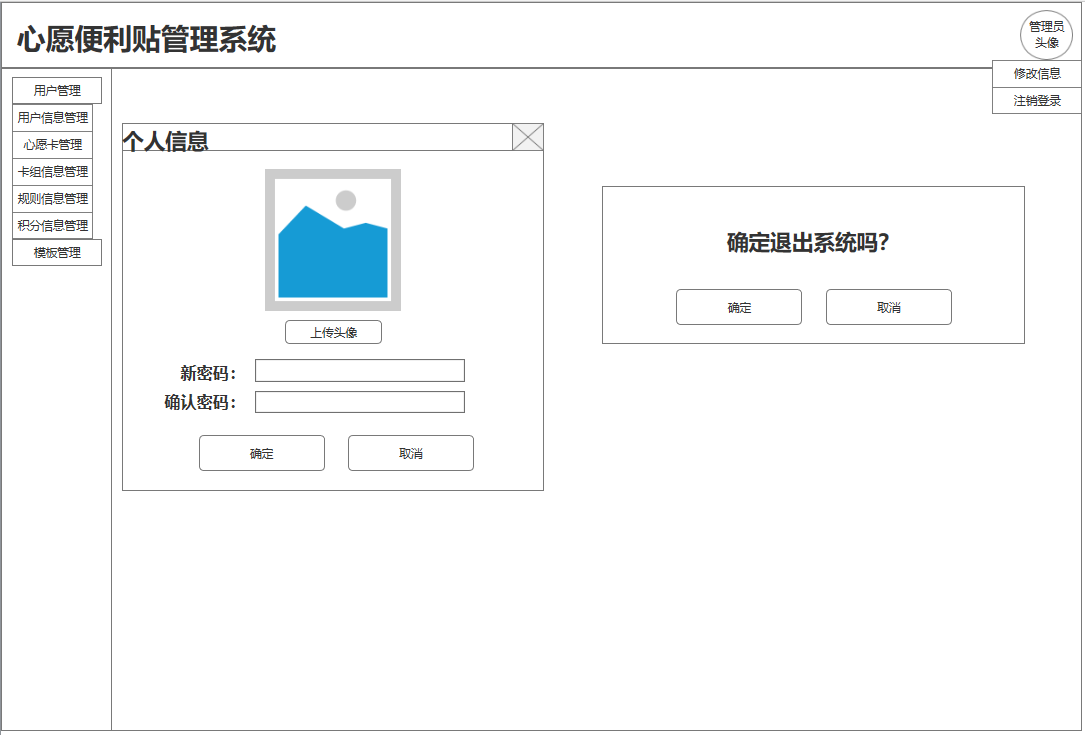 心愿便利贴管理系统
管理员
头像
修改信息
注销登录
用户管理
用户信息管理
心愿卡管理
卡组信息管理
规则信息管理
积分信息管理
模板管理
个人信息
上传头像
新密码：
确认密码：
确定
取消
确定退出系统吗？
确定
取消